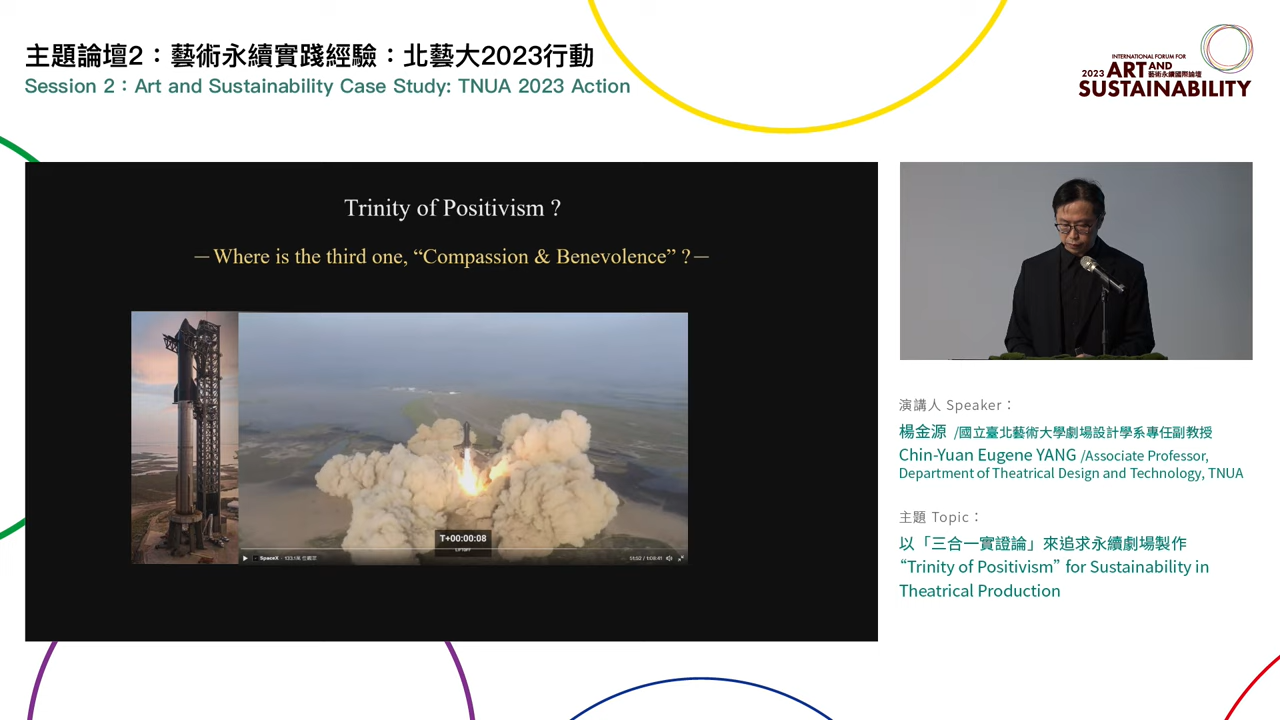 主題論壇2：藝術永續實踐經驗：北藝大2023行動
Session 2：Art and Sustainability Case Study: TNUA 2023 Action
INTERNATIONAL FORUM FOR
2023 ART AND 藝術永續國際論壇
SUSTAINABILITY
Trinity of Positivism ?
—Where is the third one, “Compassion & Benevolence” ?—
T+00:00:08
LIFTOFF
SpaceX
演講人 Speaker：
楊金源 /國立臺北藝術大學劇場設計學系專任副教授
Chin-Yuan Eugene YANG /Associate Professor,
Department of Theatrical Design and Technology, TNUA
主題 Topic：
以「三合一實證論」來追求永續劇場製作
“Trinity of Positivism” for Sustainability in
Theatrical Production